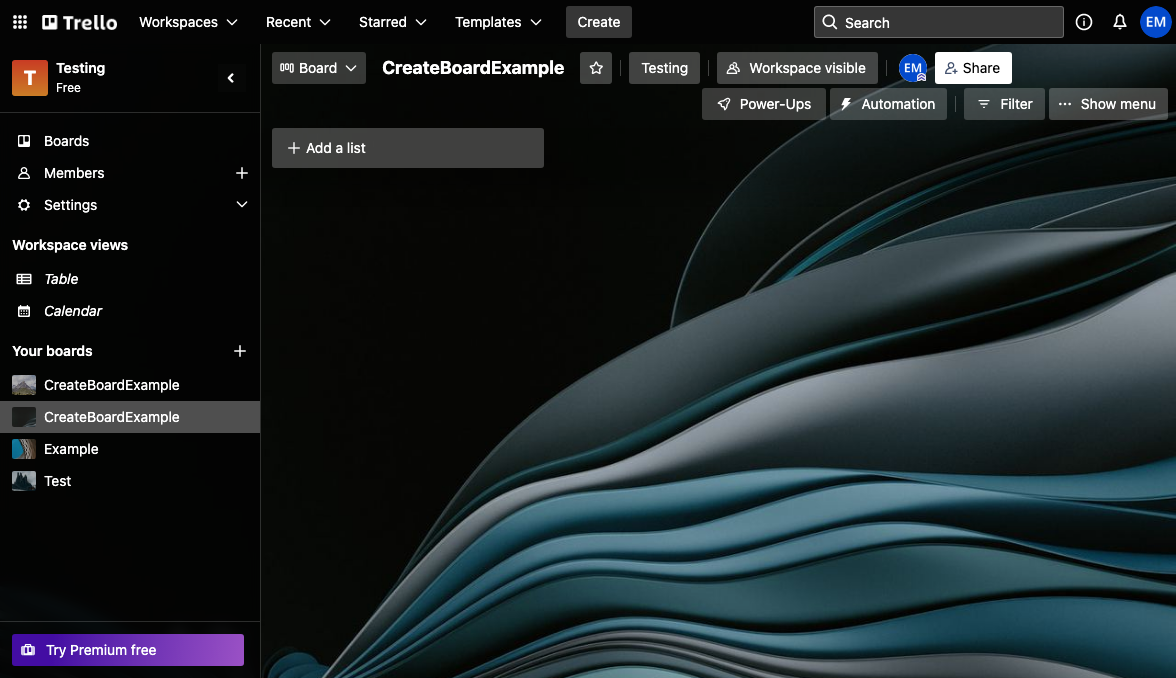 Trello
Workspaces
Recent
Starred
Templates
Create
Search
EM
T
Testing
Free
Board
CreateBoardExample
Testing
Workspace visible
EM
Share
Power-Ups
Automation
Filter
Show menu
Add a list
Boards
Members
Settings
Workspace views
Table
Calendar
Your boards
CreateBoardExample
CreateBoardExample
Example
Test
Try Premium free